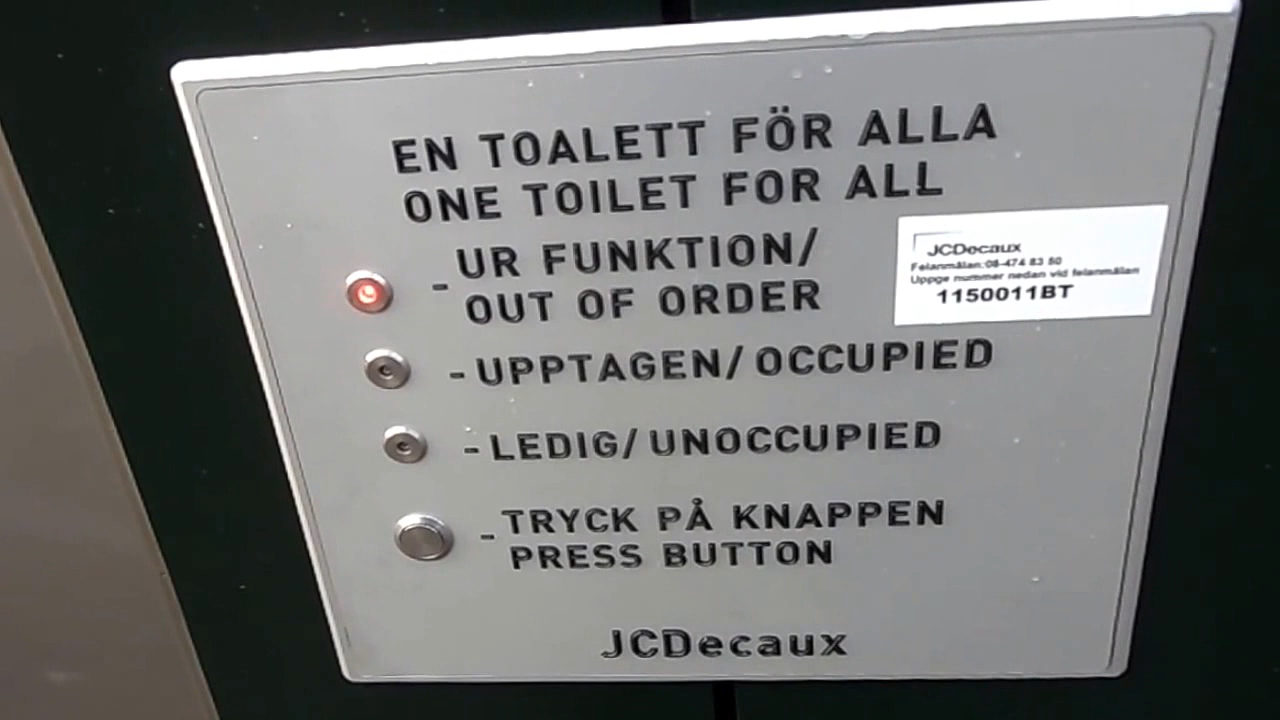 EN TOALETT FÖR ALLA
ONE TOILET FOR ALL
- UR FUNKTION/
OUT OF ORDER
JCDecaux
Felanmälan:08-474 83 50
Uppge nummer nedan vid felanmälan
1150011BT
- UPPTAGEN/OCCUPIED
- LEDIG/UNOCCUPIED
- TRYCK PÅ KNAPPEN
PRESS BUTTON
JCDecaux